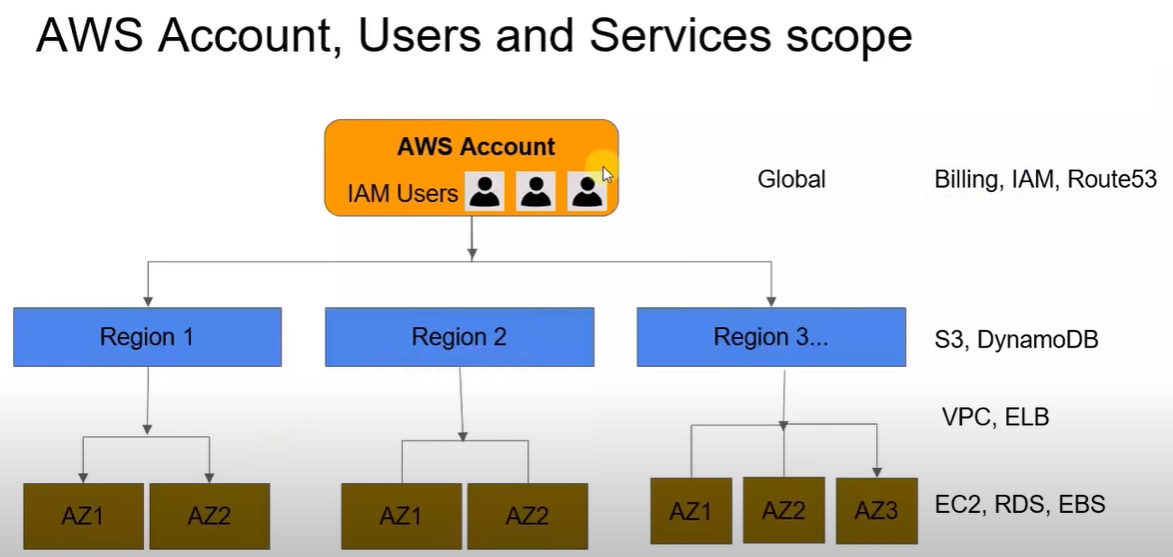 AWS Account, Users and Services scope
AWS Account
IAM Users
Global
Billing, IAM, Route53
Region 1
Region 2
Region 3...
S3, DynamoDB
VPC, ELB
AZ1
AZ2
AZ1
AZ2
AZ1
AZ2
AZ3
EC2, RDS, EBS